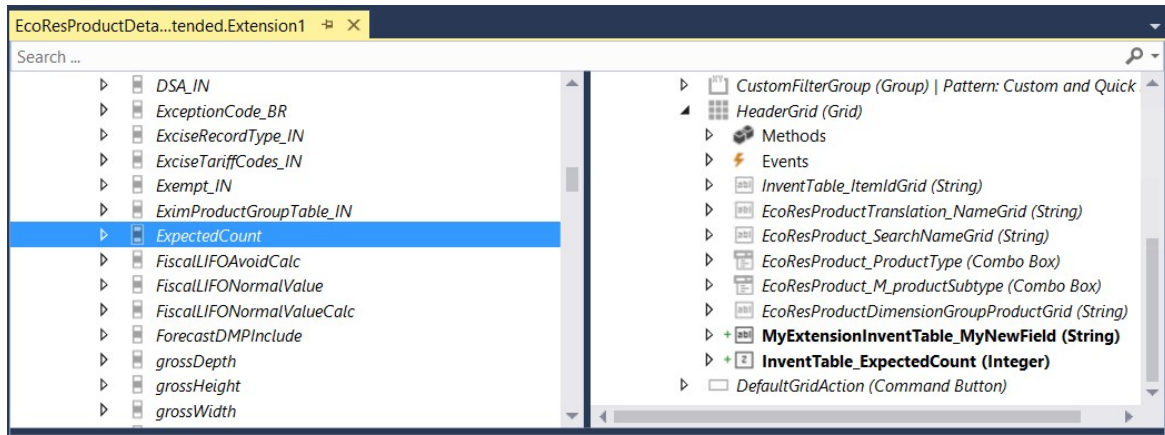 EcoResProductDeta...tended.Extension1
Search ...
DSA_IN
ExceptionCode_BR
ExciseRecordType_IN
ExciseTariffCodes_IN
Exempt_IN
EximProductGroupTable_IN
ExpectedCount
FiscalLIFOAvoidCalc
FiscalLIFONormalValue
FiscalLIFONormalValueCalc
ForecastDMPInclude
grossDepth
grossHeight
grossWidth
CustomFilterGroup (Group) | Pattern: Custom and Quick
HeaderGrid (Grid)
Methods
Events
InventTable_ItemIdGrid (String)
EcoResProductTranslation_NameGrid (String)
EcoResProduct_SearchNameGrid (String)
EcoResProduct_ProductType (Combo Box)
EcoResProduct_M_productSubtype (Combo Box)
EcoResProductDimensionGroupProductGrid (String)
MyExtensionInventTable_MyNewField (String)
InventTable_ExpectedCount (Integer)
DefaultGridAction (Command Button)